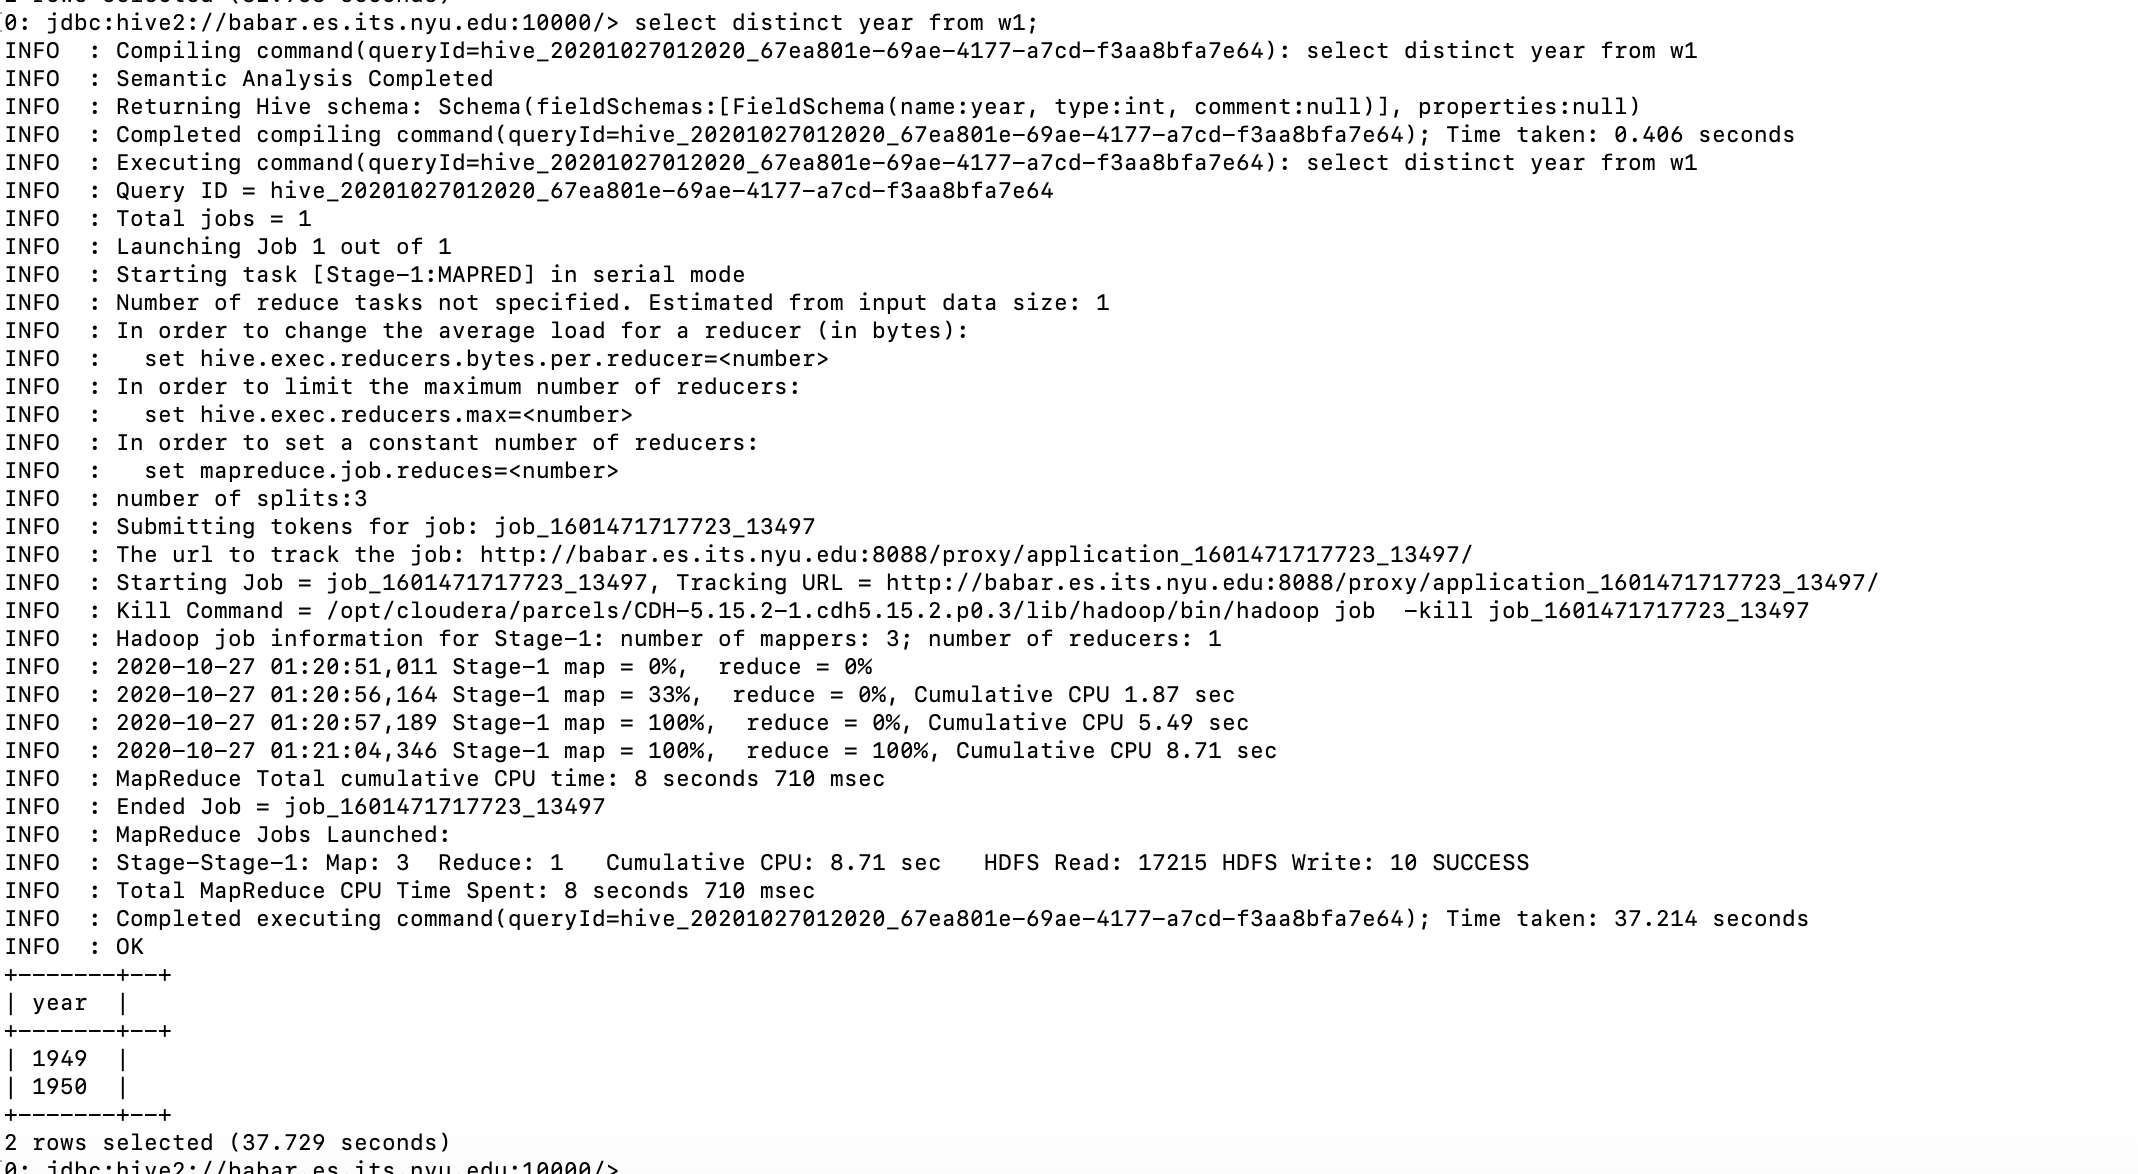 2 rows selected (32.788 seconds)
0: jdbc:hive2://babar.es.its.nyu.edu:10000/> select distinct year from w1;
INFO  : Compiling command(queryId=hive_20201027012020_67ea801e-69ae-4177-a7cd-f3aa8bfa7e64): select distinct year from w1
INFO  : Semantic Analysis Completed
INFO  : Returning Hive schema: Schema(fieldSchemas:[FieldSchema(name:year, type:int, comment:null)], properties:null)
INFO  : Completed compiling command(queryId=hive_20201027012020_67ea801e-69ae-4177-a7cd-f3aa8bfa7e64); Time taken: 0.406 seconds
INFO  : Executing command(queryId=hive_20201027012020_67ea801e-69ae-4177-a7cd-f3aa8bfa7e64): select distinct year from w1
INFO  : Query ID = hive_20201027012020_67ea801e-69ae-4177-a7cd-f3aa8bfa7e64
INFO  : Total jobs = 1
INFO  : Launching Job 1 out of 1
INFO  : Starting task [Stage-1:MAPRED] in serial mode
INFO  : Number of reduce tasks not specified. Estimated from input data size: 1
INFO  : In order to change the average load for a reducer (in bytes):
INFO  :   set hive.exec.reducers.bytes.per.reducer=<number>
INFO  : In order to limit the maximum number of reducers:
INFO  :   set hive.exec.reducers.max=<number>
INFO  : In order to set a constant number of reducers:
INFO  :   set mapreduce.job.reduces=<number>
INFO  : number of splits:3
INFO  : Submitting tokens for job: job_1601471717723_13497
INFO  : The url to track the job: http://babar.es.its.nyu.edu:8088/proxy/application_1601471717723_13497/
INFO  : Starting Job = job_1601471717723_13497, Tracking URL = http://babar.es.its.nyu.edu:8088/proxy/application_1601471717723_13497/
INFO  : Kill Command = /opt/cloudera/parcels/CDH-5.15.2-1.cdh5.15.2.p0.3/lib/hadoop/bin/hadoop job  -kill job_1601471717723_13497
INFO  : Hadoop job information for Stage-1: number of mappers: 3; number of reducers: 1
INFO  : 2020-10-27 01:20:51,011 Stage-1 map = 0%,  reduce = 0%
INFO  : 2020-10-27 01:20:56,164 Stage-1 map = 33%,  reduce = 0%, Cumulative CPU 1.87 sec
INFO  : 2020-10-27 01:20:57,189 Stage-1 map = 100%,  reduce = 0%, Cumulative CPU 5.49 sec
INFO  : 2020-10-27 01:21:04,346 Stage-1 map = 100%,  reduce = 100%, Cumulative CPU 8.71 sec
INFO  : MapReduce Total cumulative CPU time: 8 seconds 710 msec
INFO  : Ended Job = job_1601471717723_13497
INFO  : MapReduce Jobs Launched:
INFO  : Stage-Stage-1: Map: 3  Reduce: 1   Cumulative CPU: 8.71 sec   HDFS Read: 17215 HDFS Write: 10 SUCCESS
INFO  : Total MapReduce CPU Time Spent: 8 seconds 710 msec
INFO  : Completed executing command(queryId=hive_20201027012020_67ea801e-69ae-4177-a7cd-f3aa8bfa7e64); Time taken: 37.214 seconds
INFO  : OK
+-------+--+
| year  |
+-------+--+
| 1949  |
| 1950  |
+-------+--+
2 rows selected (37.729 seconds)
0: jdbc:hive2://babar.es.its.nyu.edu:10000/>